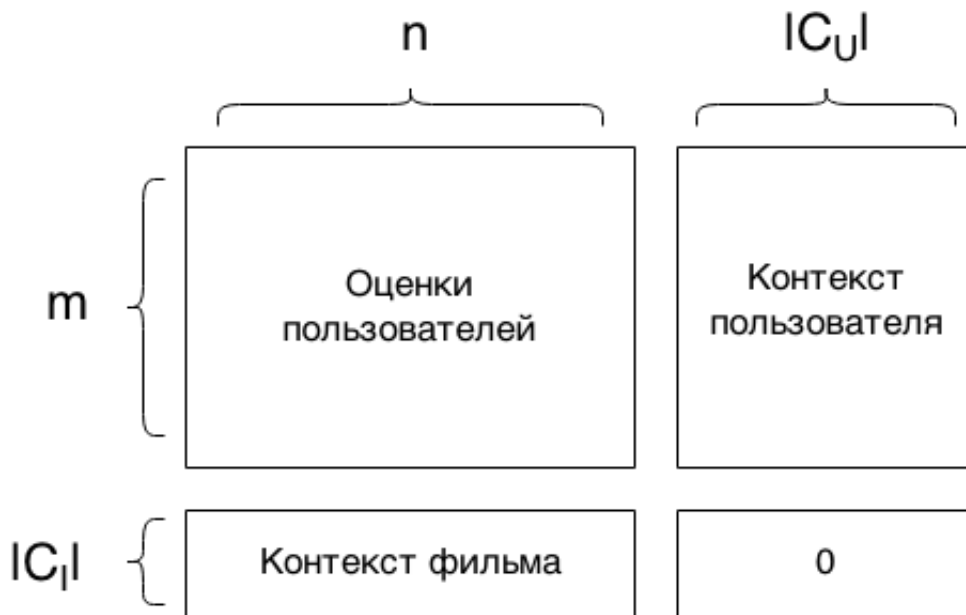 n
|C_U|
m
Оценки
пользователей
Контекст
пользователя
|C_I|
Контекст фильма
0